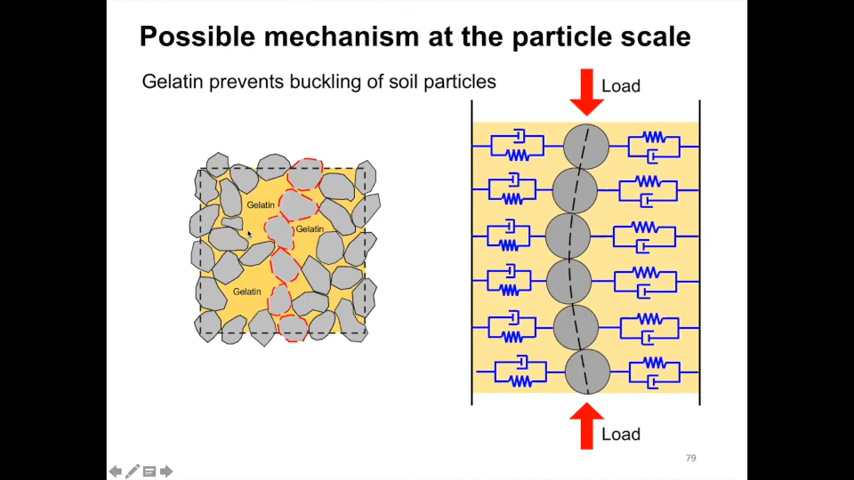 Possible mechanism at the particle scale
Gelatin prevents buckling of soil particles
Load
Gelatin
Gelatin
Gelatin
Load
79